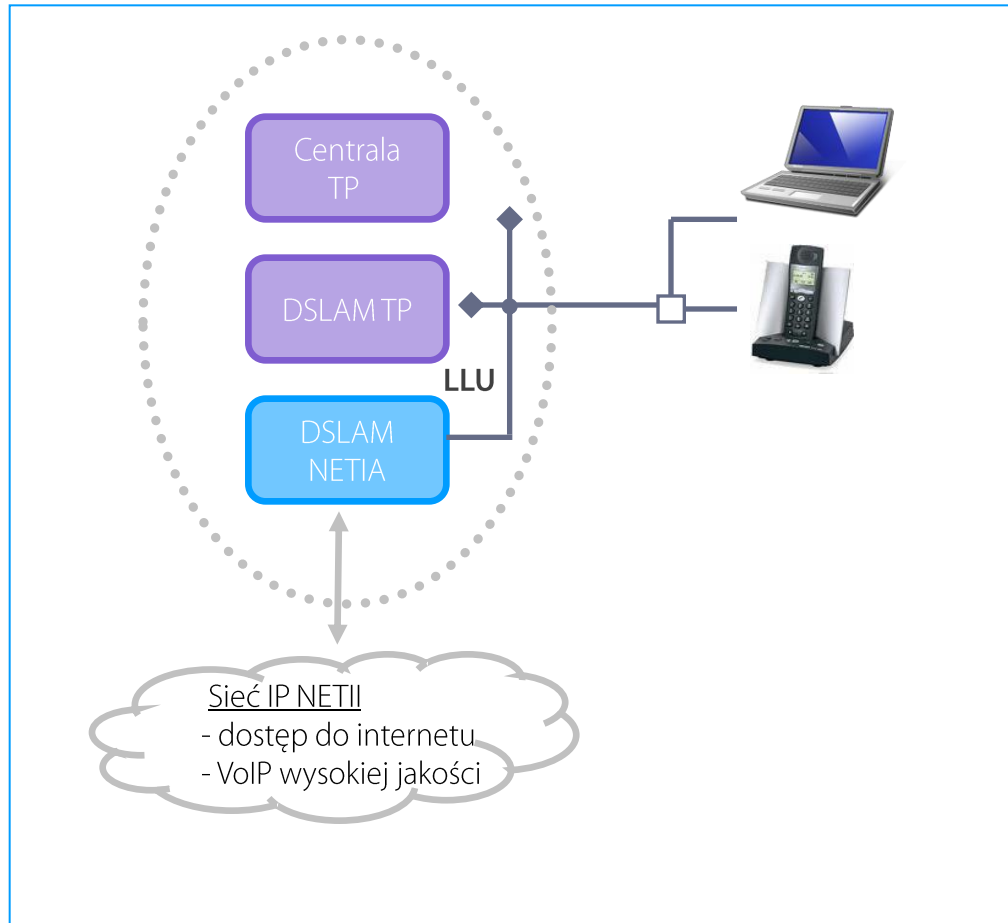 Centrala
TP
DSLAM TP
LLU
DSLAM
NETIA
Sieć IP NETII
- dostęp do internetu
- VoIP wysokiej jakości